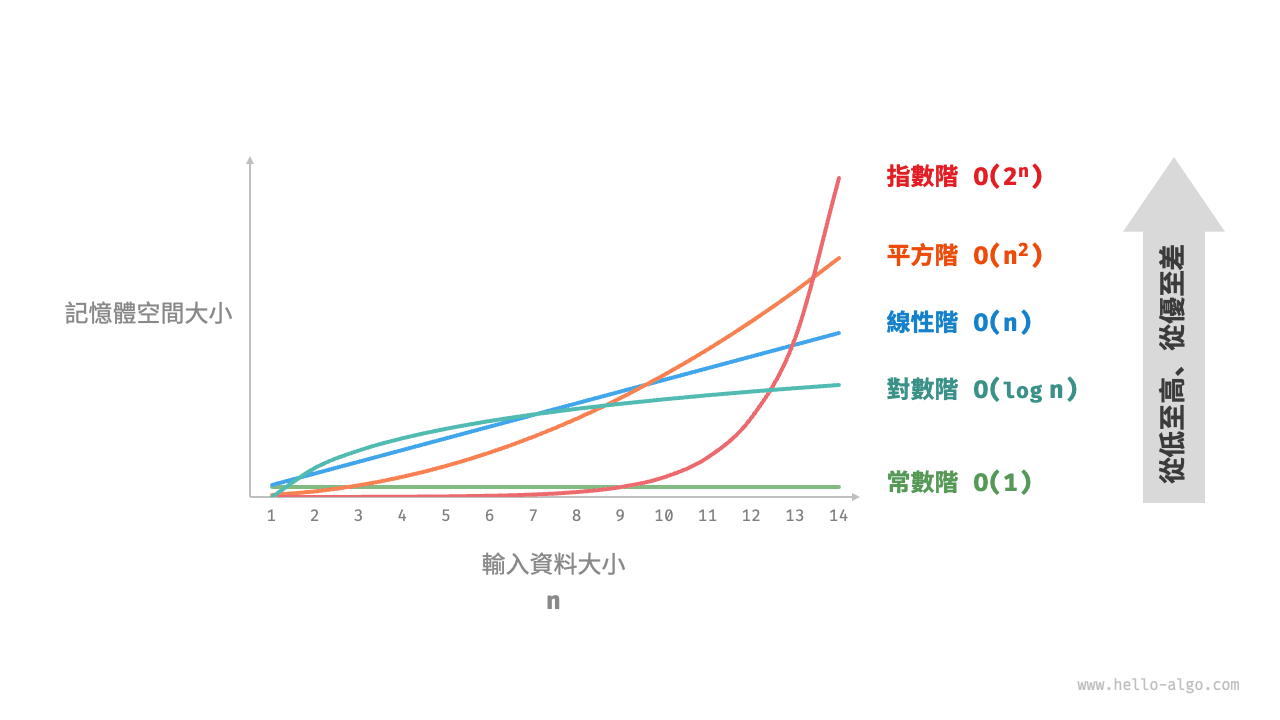 指數階 O(2ⁿ)
平方階 O(n²)
線性階 O(n)
對數階 O(log n)
常數階 O(1)
從低至高、從優至差
記憶體空間大小
1 2 3 4 5 6 7 8 9 10 11 12 13 14
輸入資料大小
n
www.hello-algo.com